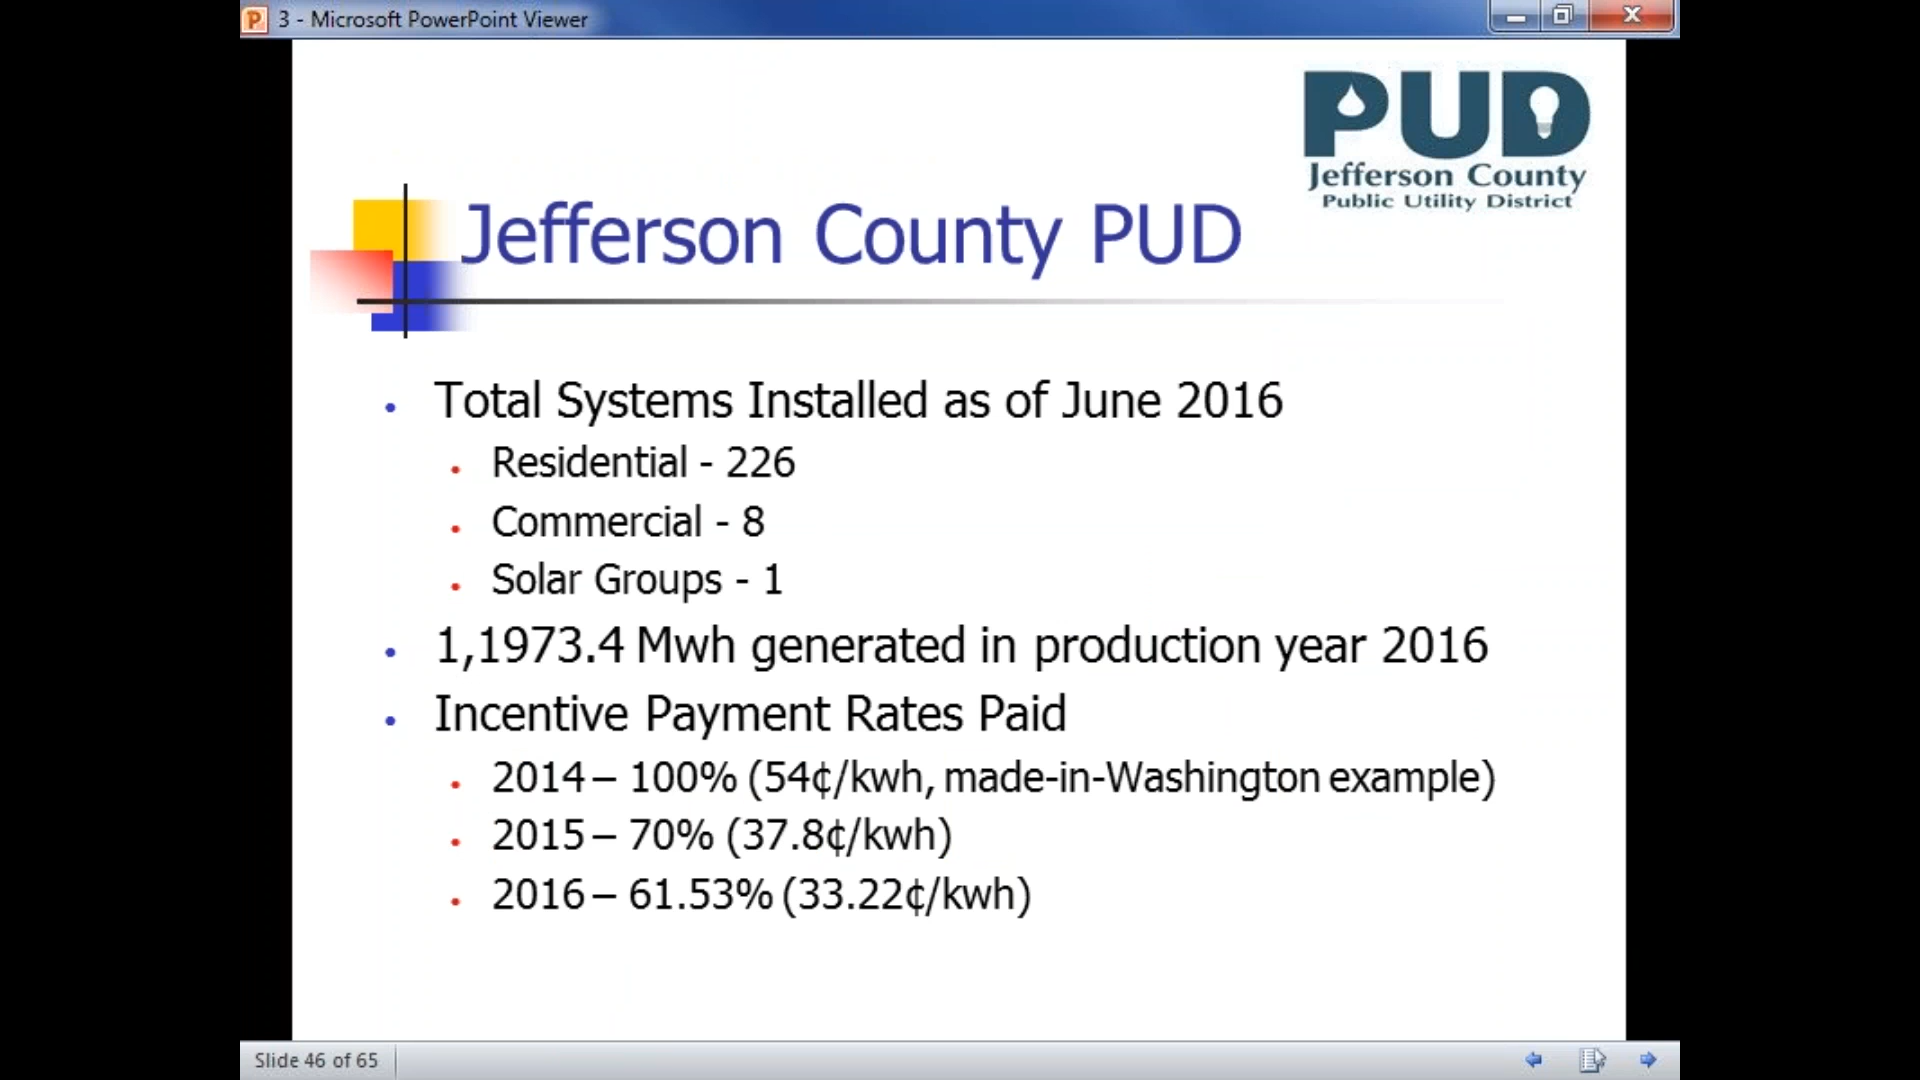 3 - Microsoft PowerPoint Viewer
PUD
Jefferson County
Public Utility District
Jefferson County PUD
• Total Systems Installed as of June 2016
• Residential - 226
• Commercial - 8
• Solar Groups - 1
• 1,1973.4 Mwh generated in production year 2016
• Incentive Payment Rates Paid
• 2014 – 100% (54¢/kwh, made-in-Washington example)
• 2015 – 70% (37.8¢/kwh)
• 2016 – 61.53% (33.22¢/kwh)
Slide 46 of 65